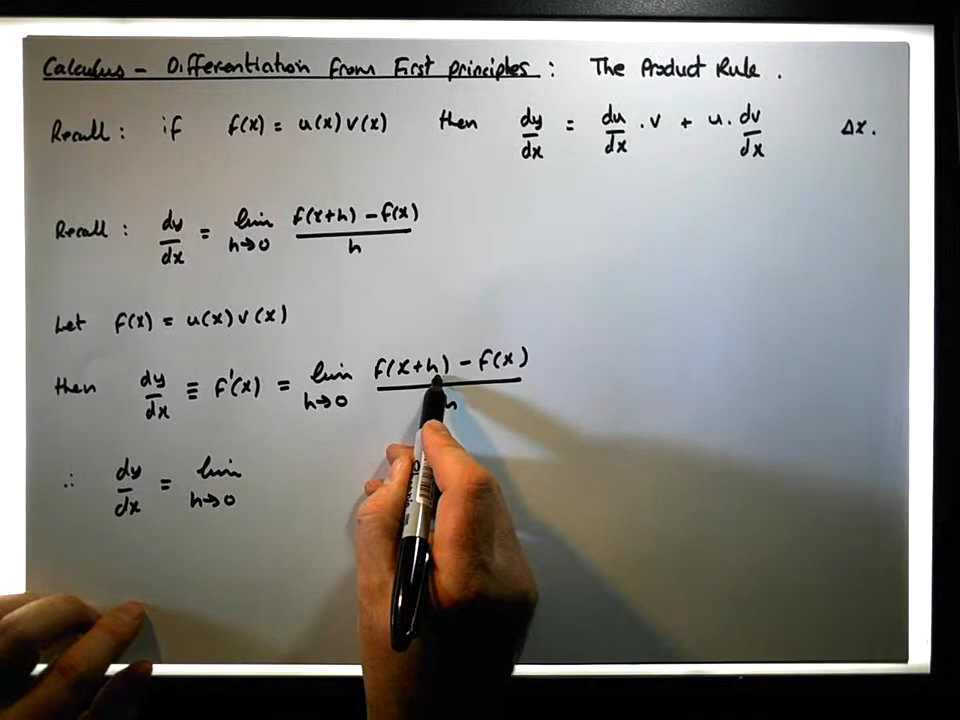 Calculus – Differentiation from First Principles : The Product Rule .
Recall : if f(x) = u(x) v(x) then dy/dx = du/dx . v + u . dv/dx Δx.
Recall : dy/dx = lim h→0 f(x+h) – f(x) / h
Let f(x) = u(x) v(x)
then dy/dx ≡ f'(x) = lim h→0 f(x+h) – f(x) / h
∴ dy/dx = lim h→0